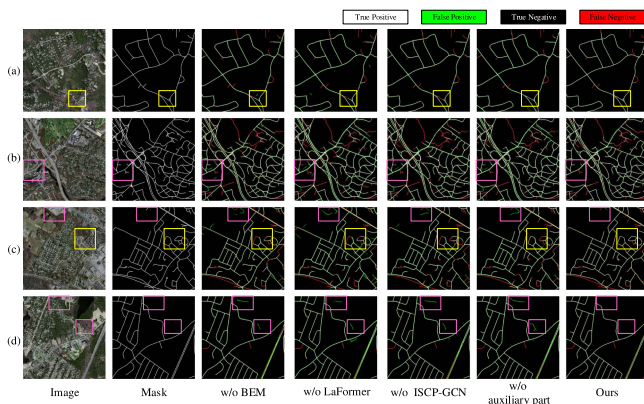 True Positive False Positive True Negative False Negative
(a)
(b)
(c)
(d)
Image Mask w/o BEM w/o LaFormer w/o ISCP-GCN w/o auxiliary part Ours